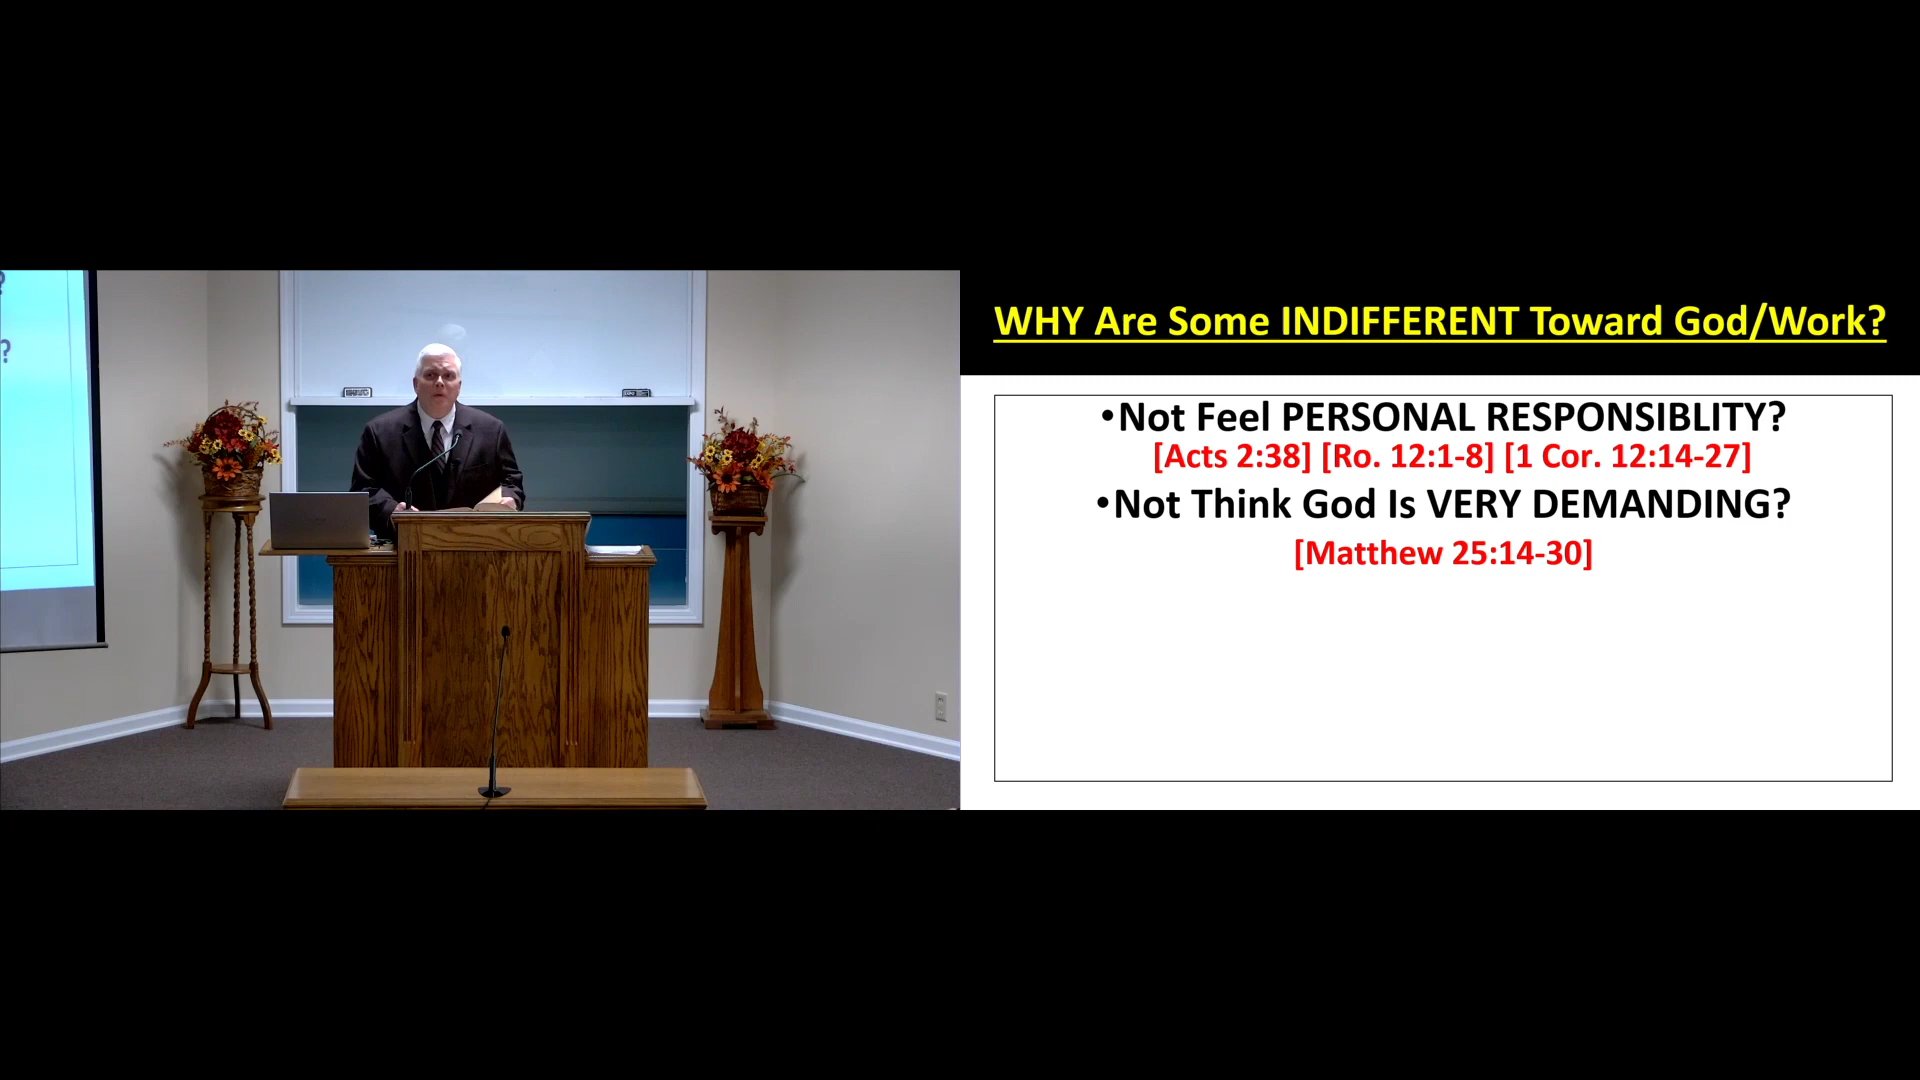 WHY Are Some INDIFFERENT Toward God/Work?
•Not Feel PERSONAL RESPONSIBLITY?
[Acts 2:38] [Ro. 12:1-8] [1 Cor. 12:14-27]
•Not Think God Is VERY DEMANDING?
[Matthew 25:14-30]
?
?